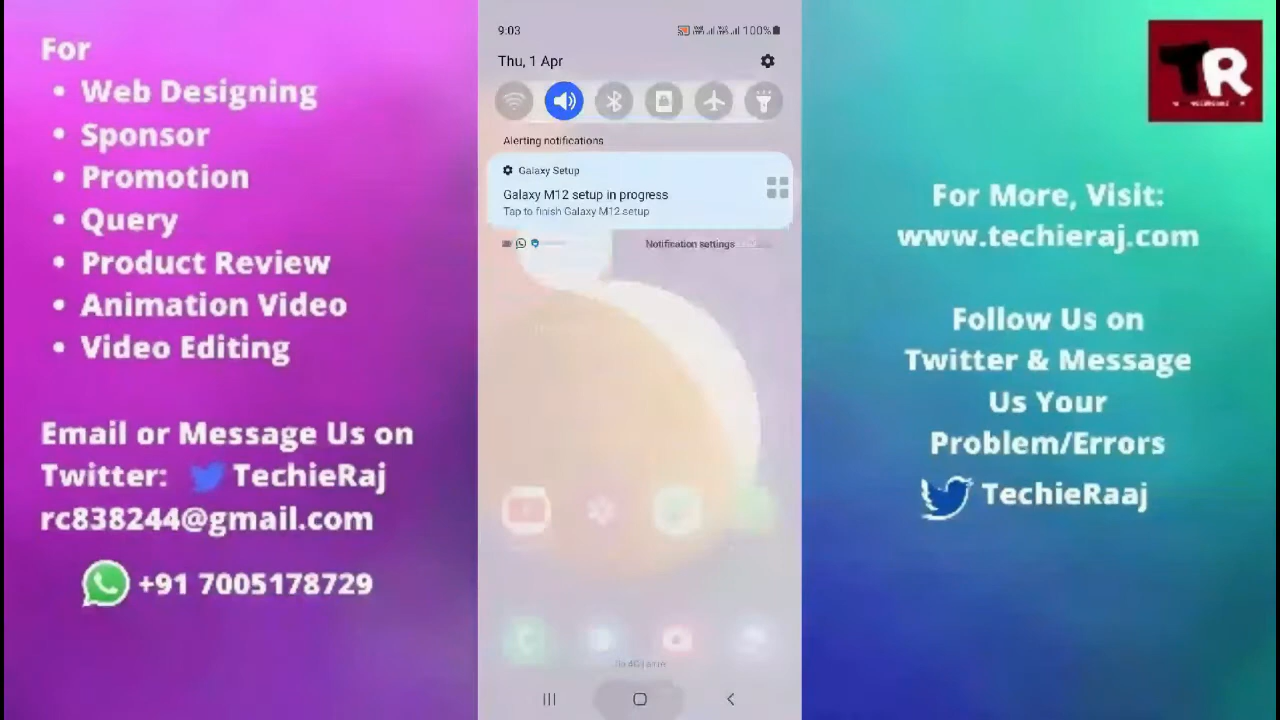 For
• Web Designing
• Sponsor
• Promotion
• Query
• Product Review
• Animation Video
• Video Editing
Email or Message Us on
Twitter: TechieRaj
rc838244@gmail.com
+91 7005178729
9:03
100%
Thu, 1 Apr
Alerting notifications
Galaxy Setup
Galaxy M12 setup in progress
Tap to finish Galaxy M12 setup
Notification settings
TR
For More, Visit:
www.techieraj.com
Follow Us on
Twitter & Message
Us Your
Problem/Errors
TechieRaaj